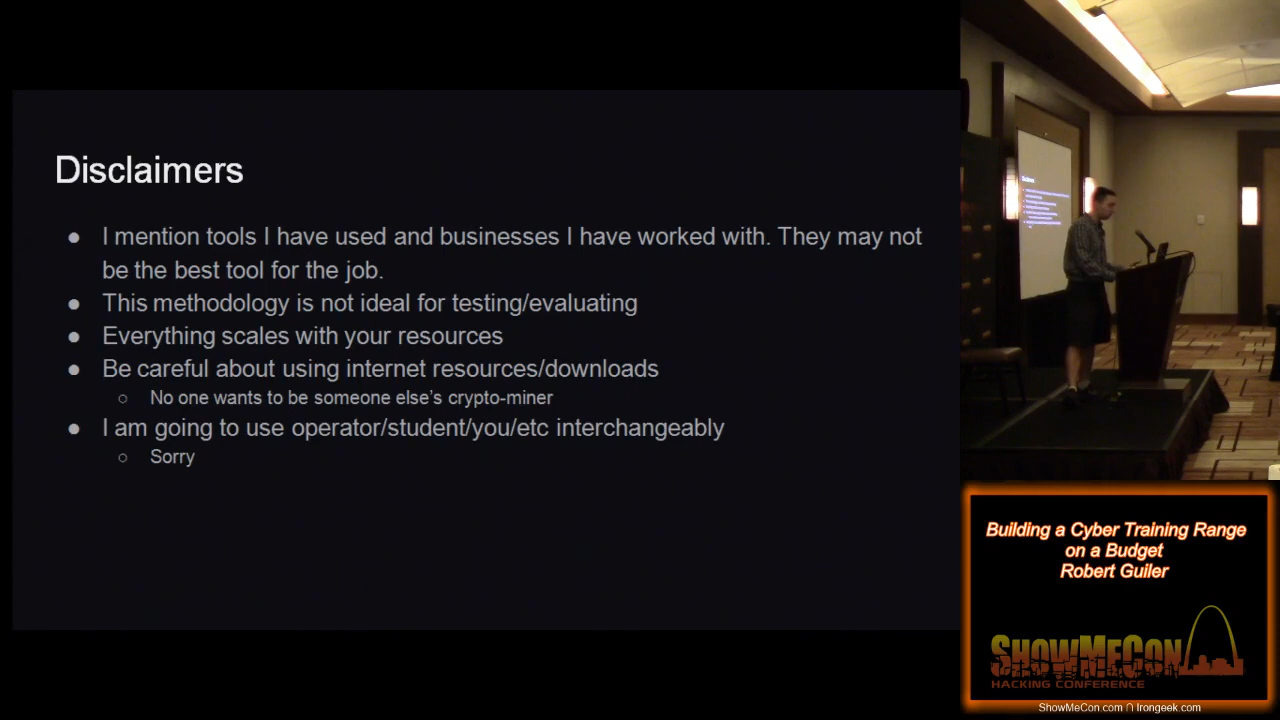 Disclaimers
● I mention tools I have used and businesses I have worked with. They may not
be the best tool for the job.
● This methodology is not ideal for testing/evaluating
● Everything scales with your resources
● Be careful about using internet resources/downloads
○ No one wants to be someone else’s crypto-miner
● I am going to use operator/student/you/etc interchangeably
○ Sorry
Building a Cyber Training Range
on a Budget
Robert Guiler
SHOWMECON
HACKING CONFERENCE
ShowMeCon.com ∩ Irongeek.com